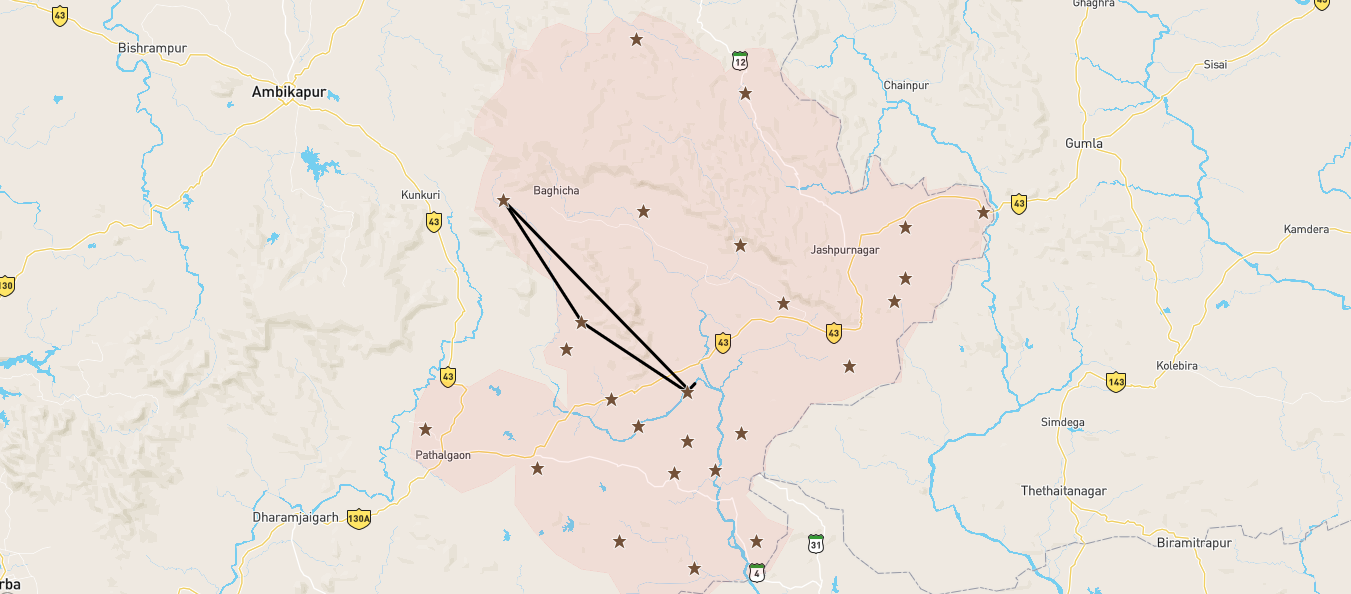 Ghaghra
43
43
Bishrampur
12
Sisai
Ambikapur
Chainpur
Gumla
Kunkuri
Baghicha
43
43
Kamdera
Jashpurnagar
130
43
43
43
Kolebira
143
Simdega
Pathalgaon
Thethaitanagar
Dharamjaigarh
130A
31
Biramitrapur
4
rba